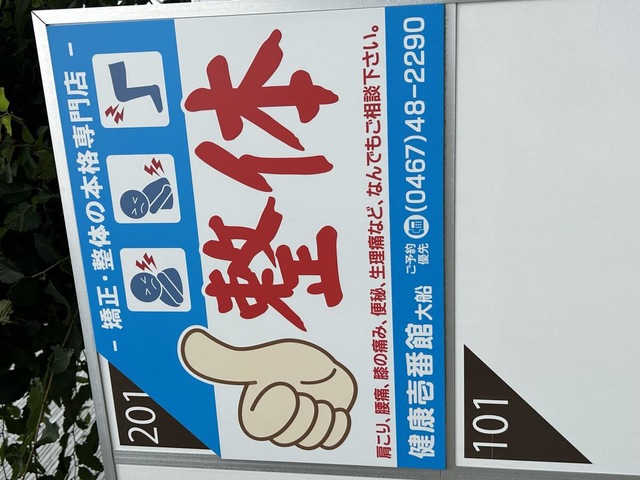 - 矯正・整体の本格専門店 -
整体
肩こり、腰痛、膝の痛み、便秘、生理痛など、なんでもご相談下さい。
健康壱番館 大船 ご予約優先 (0467)48-2290
201
101